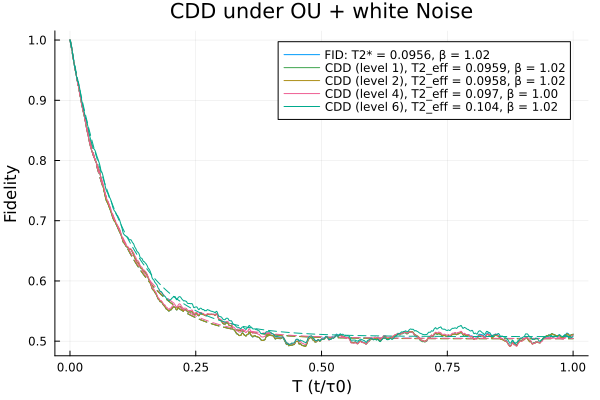 CDD under OU + white Noise
FID: T2* = 0.0956, β = 1.02
CDD (level 1), T2_eff = 0.0959, β = 1.02
CDD (level 2), T2_eff = 0.0958, β = 1.02
CDD (level 4), T2_eff = 0.097, β = 1.00
CDD (level 6), T2_eff = 0.104, β = 1.02
1.0
0.9
0.8
0.7
0.6
0.5
Fidelity
0.00 0.25 0.50 0.75 1.00
T (t/τ0)